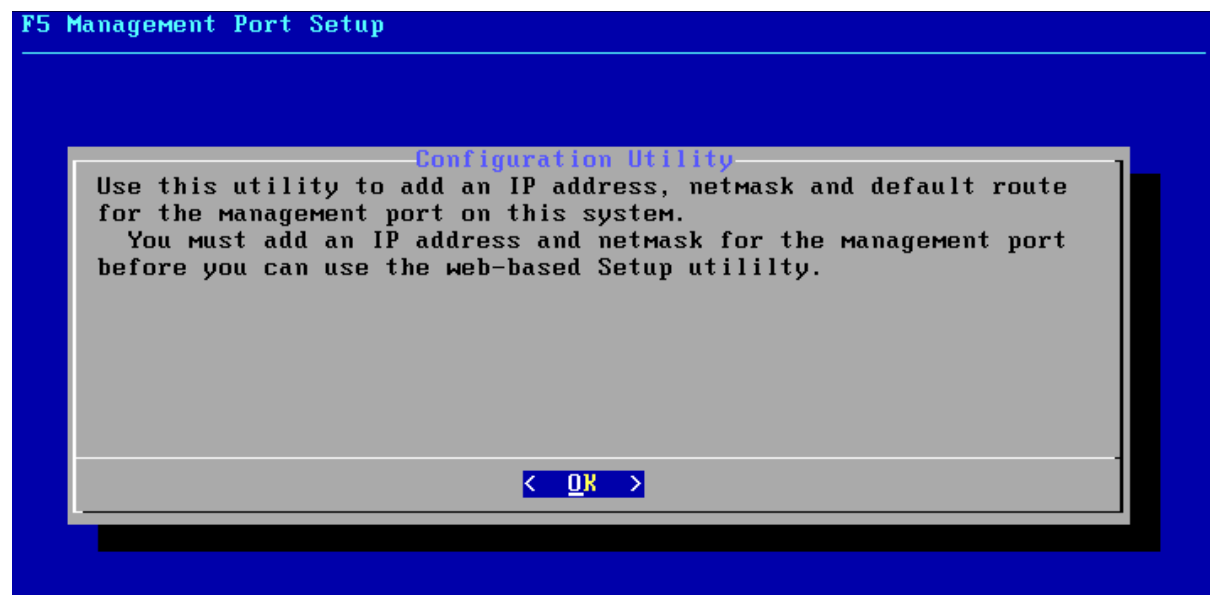 F5 Management Port Setup
Configuration Utility
Use this utility to add an IP address, netmask and default route
for the management port on this system.
You must add an IP address and netmask for the management port
before you can use the web-based Setup utililty.
< OK >